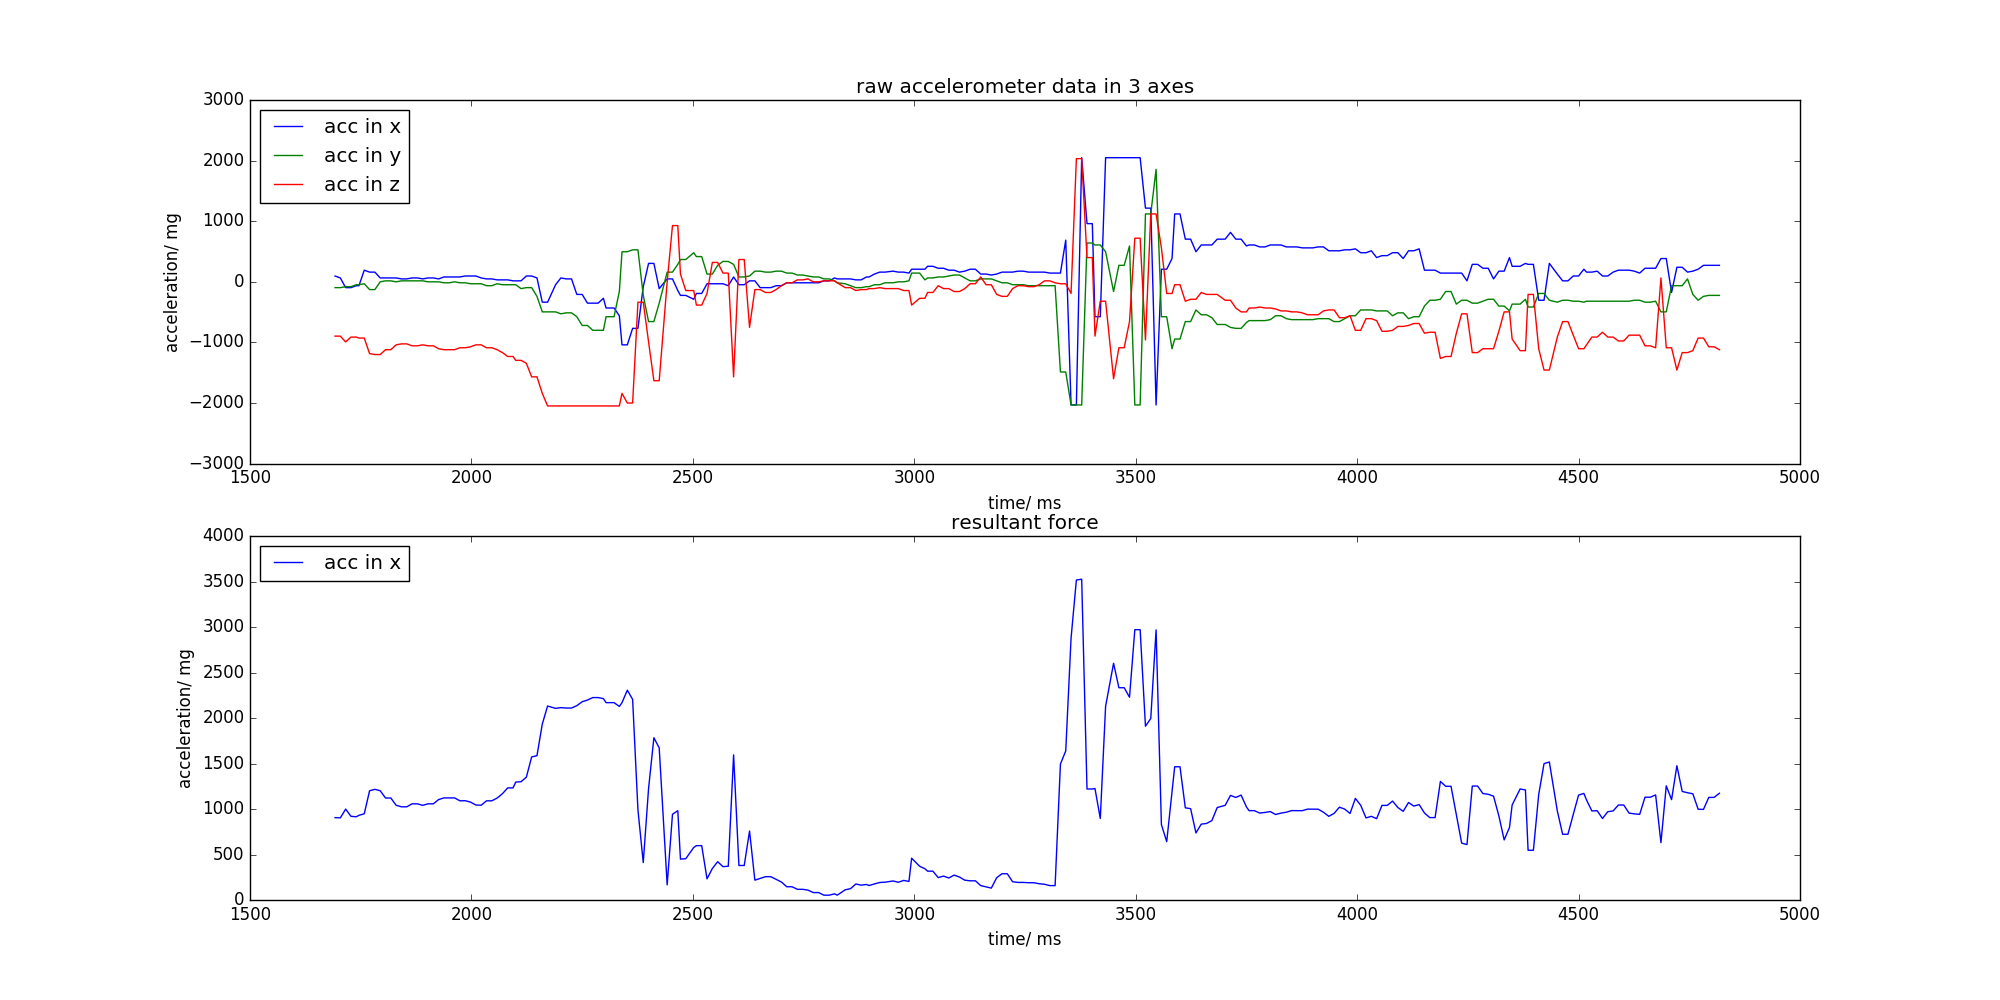 raw accelerometer data in 3 axes
3000
2000
1000
0
−1000
−2000
−3000
acceleration/ mg
acc in x
acc in y
acc in z
1500 2000 2500 3000 3500 4000 4500 5000
time/ ms
resultant force
4000
3500
3000
2500
2000
1500
1000
500
0
acceleration/ mg
acc in x
1500 2000 2500 3000 3500 4000 4500 5000
time/ ms